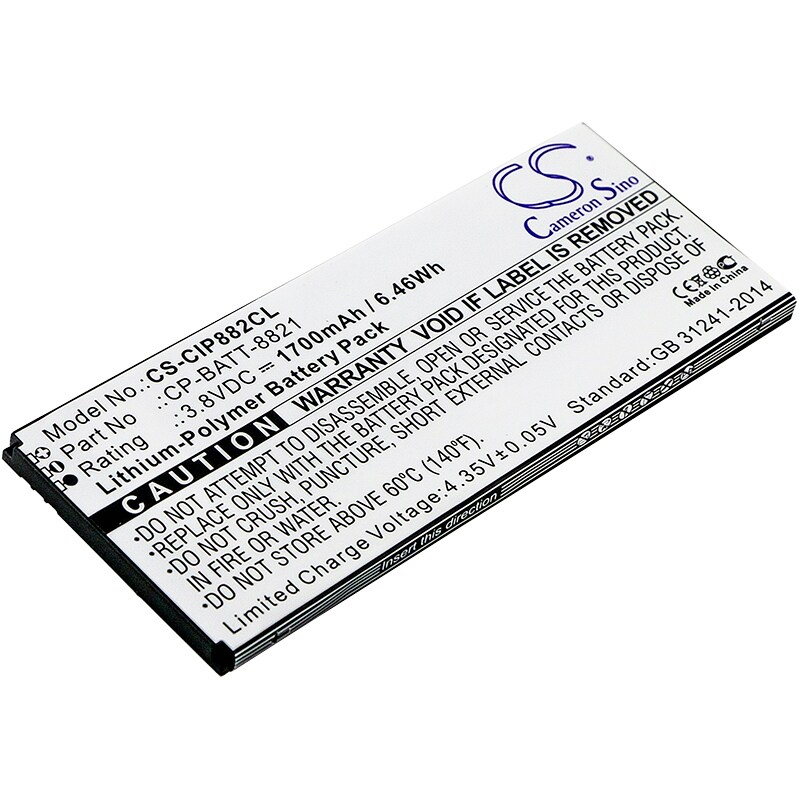 CS
Cameron Sino
Model No.:CS-CIP882CL
Part No :CP-BATT-8821
Rating :3.8VDC ⎓ 1700mAh / 6.46Wh
Lithium-Polymer Battery Pack
CAUTION
WARRANTY VOID IF LABEL IS REMOVED
·DO NOT ATTEMPT TO DISASSEMBLE, OPEN OR SERVICE BATTERY PACK.
·REPLACE ONLY WITH THE BATTERY PACK DESIGNATED FOR THE PRODUCT.
·DO NOT CRUSH, PUNCTURE, SHORT EXTERNAL CONTACTS OR DISPOSE OF IN FIRE OR WATER.
·DO NOT STORE ABOVE 60°C (140°F).
Limited Charge Voltage:4.35V±0.05V
CE
Made In China
GB 31241-2014
Insert this direction